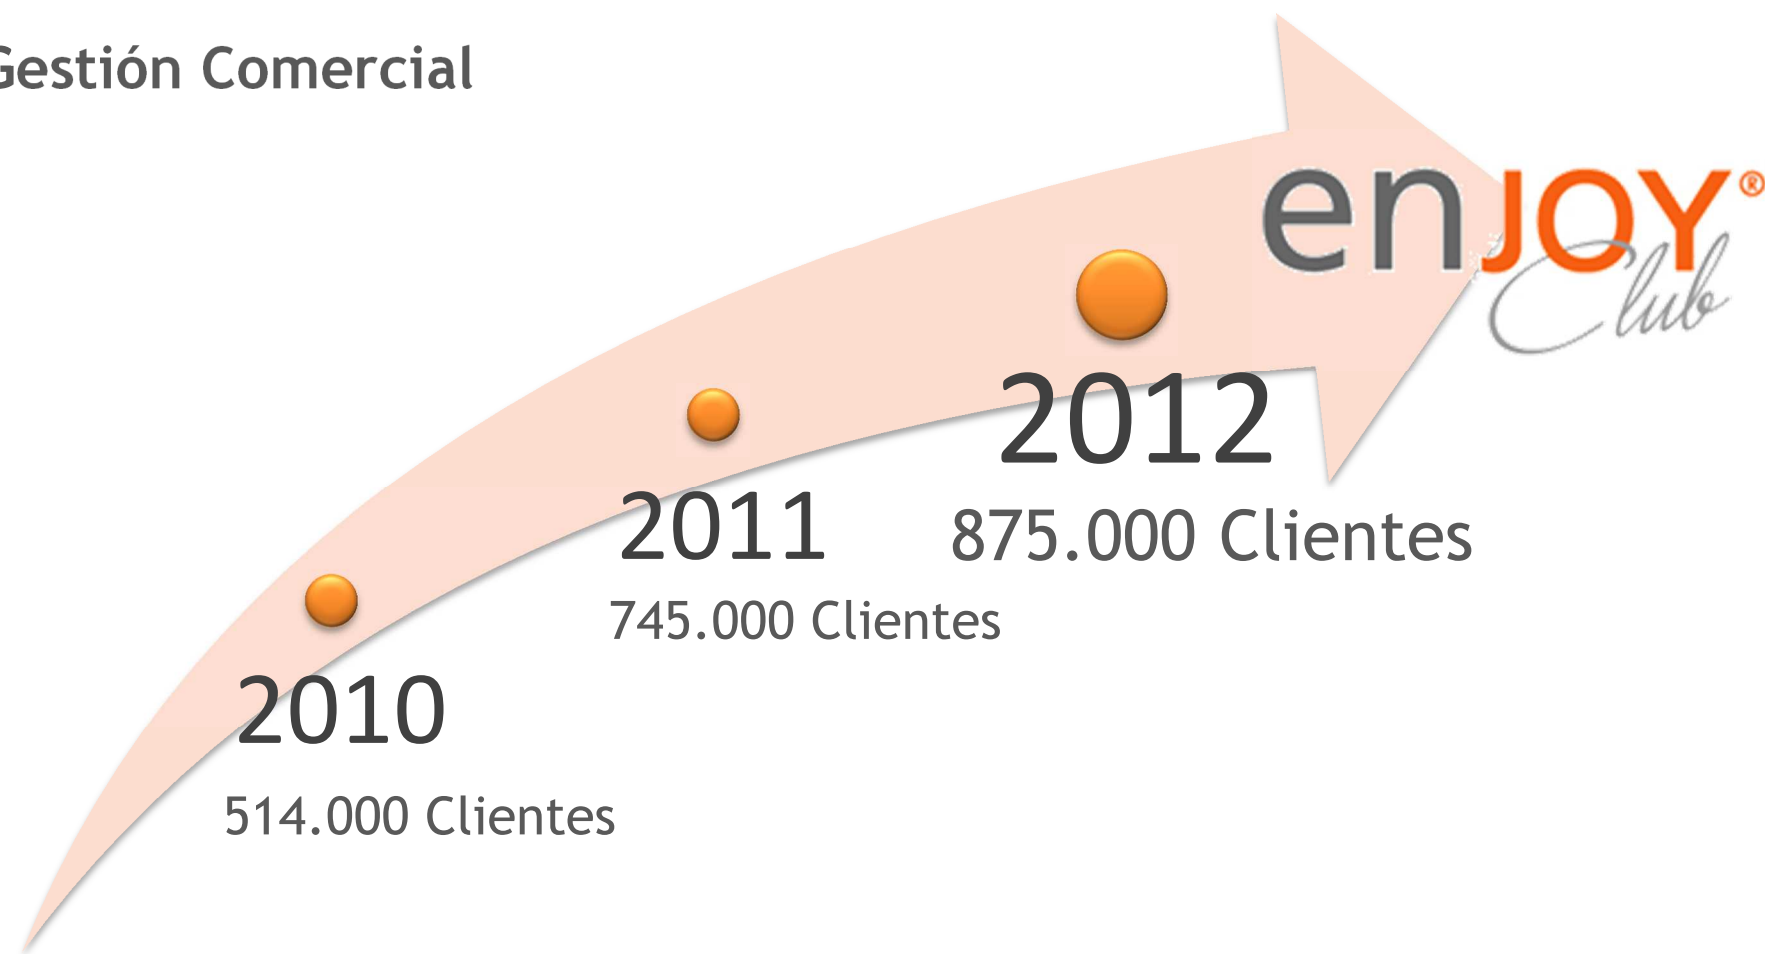 Gestión Comercial
enJOY®
Club
2012
875.000 Clientes
2011
745.000 Clientes
2010
514.000 Clientes